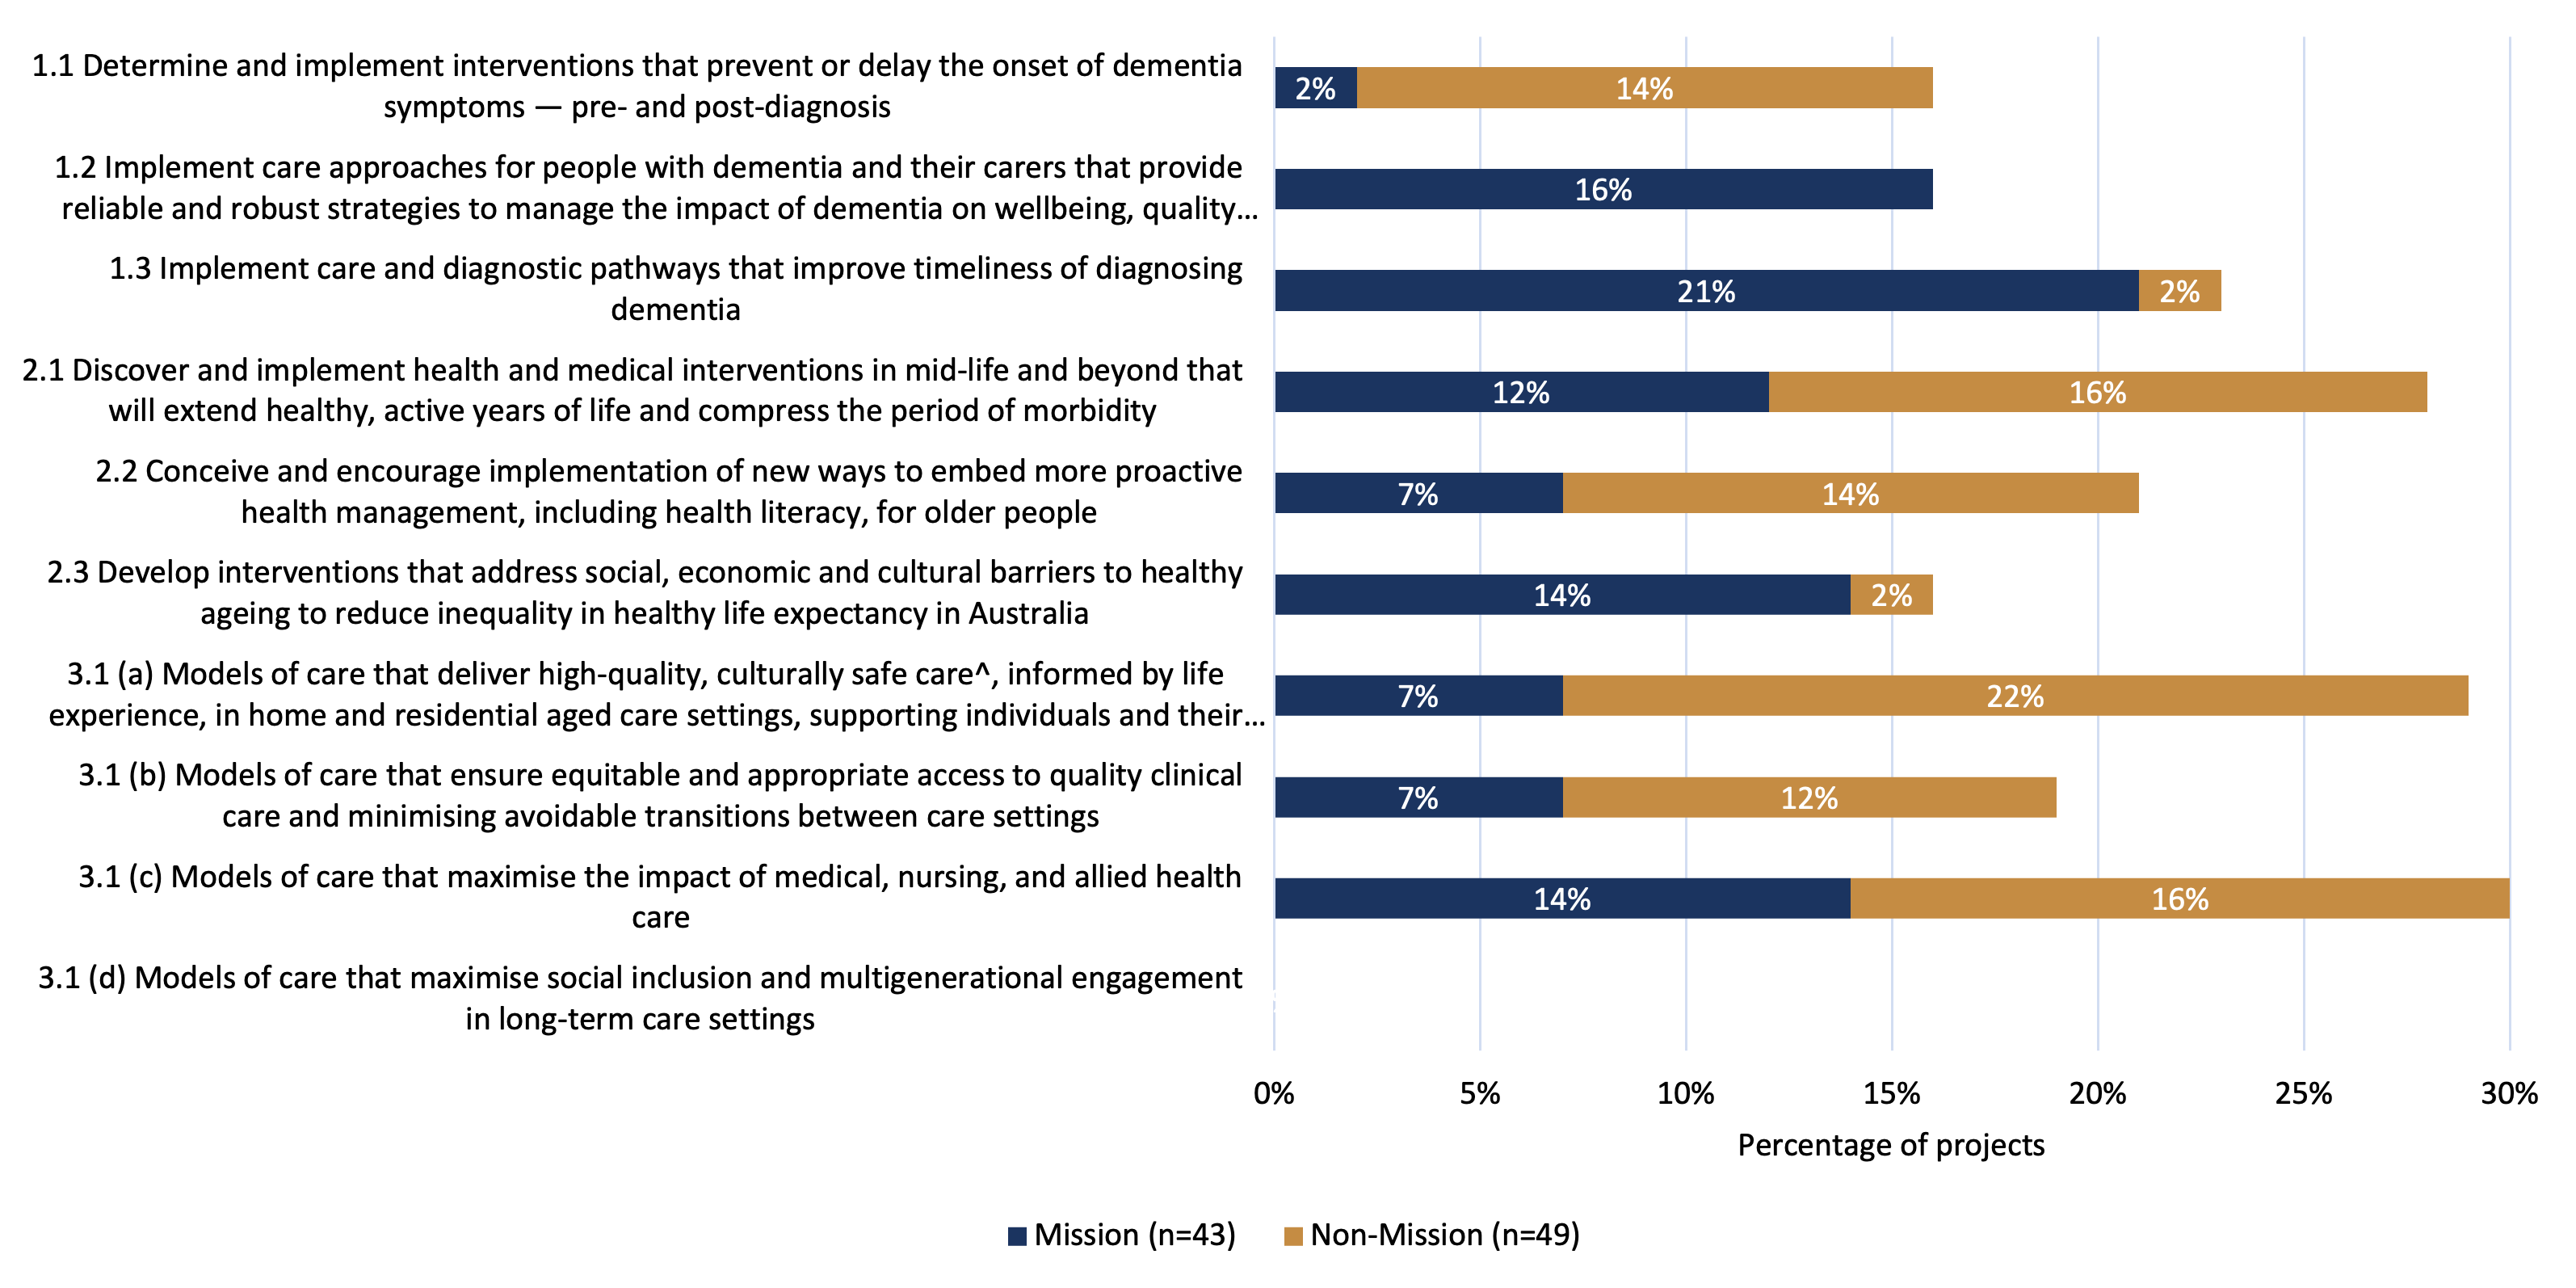 1.1 Determine and implement interventions that prevent or delay the onset of dementia
symptoms — pre- and post-diagnosis
2% 14%
1.2 Implement care approaches for people with dementia and their carers that provide
reliable and robust strategies to manage the impact of dementia on wellbeing, quality...
16%
1.3 Implement care and diagnostic pathways that improve timeliness of diagnosing
dementia
21% 2%
2.1 Discover and implement health and medical interventions in mid-life and beyond that
will extend healthy, active years of life and compress the period of morbidity
12% 16%
2.2 Conceive and encourage implementation of new ways to embed more proactive
health management, including health literacy, for older people
7% 14%
2.3 Develop interventions that address social, economic and cultural barriers to healthy
ageing to reduce inequality in healthy life expectancy in Australia
14% 2%
3.1 (a) Models of care that deliver high-quality, culturally safe care^, informed by life
experience, in home and residential aged care settings, supporting individuals and their...
7% 22%
3.1 (b) Models of care that ensure equitable and appropriate access to quality clinical
care and minimising avoidable transitions between care settings
7% 12%
3.1 (c) Models of care that maximise the impact of medical, nursing, and allied health
care
14% 16%
3.1 (d) Models of care that maximise social inclusion and multigenerational engagement
in long-term care settings
0% 5% 10% 15% 20% 25% 30%
Percentage of projects
Mission (n=43) Non-Mission (n=49)